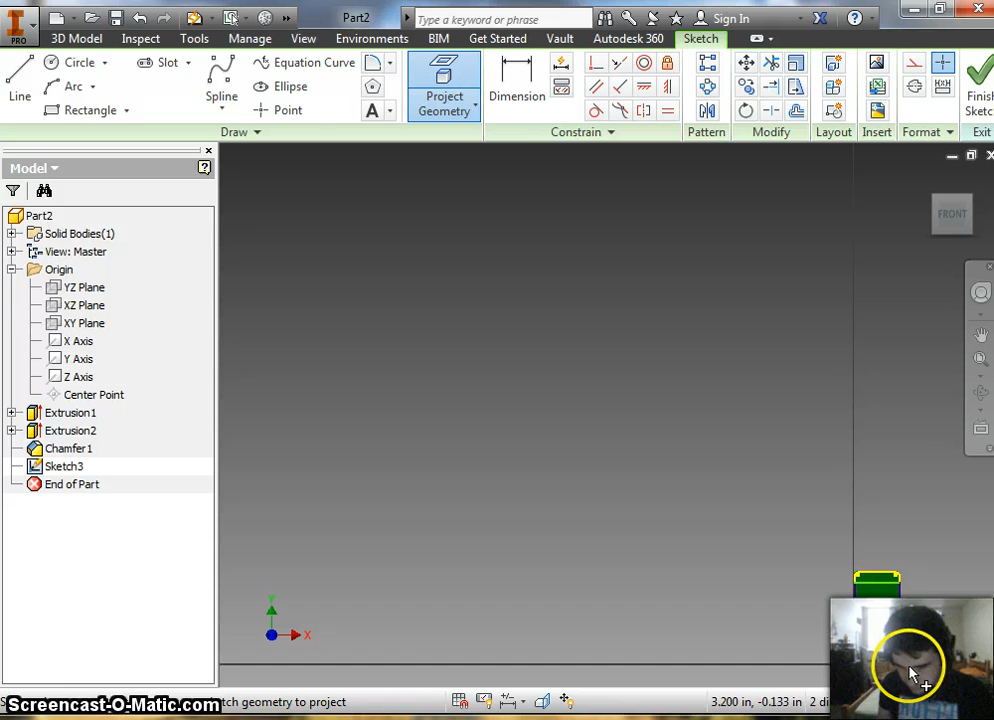 Part2
Type a keyword or phrase
Sign In
PRO
3D Model
Inspect
Tools
Manage
View
Environments
BIM
Get Started
Vault
Autodesk 360
Sketch
Line
Circle
Arc
Rectangle
Slot
Spline
Equation Curve
Ellipse
Point
A
Project
Geometry
Dimension
Finish
Draw
Constrain
Pattern
Modify
Layout
Insert
Format
Exit
Model
Part2
Solid Bodies(1)
View: Master
Origin
YZ Plane
XZ Plane
XY Plane
X Axis
Y Axis
Z Axis
Center Point
Extrusion1
Extrusion2
Chamfer1
Sketch3
End of Part
FRONT
Y
X
Screencast-O-Matic.com
etch geometry to project
3.200 in, -0.133 in
2 di